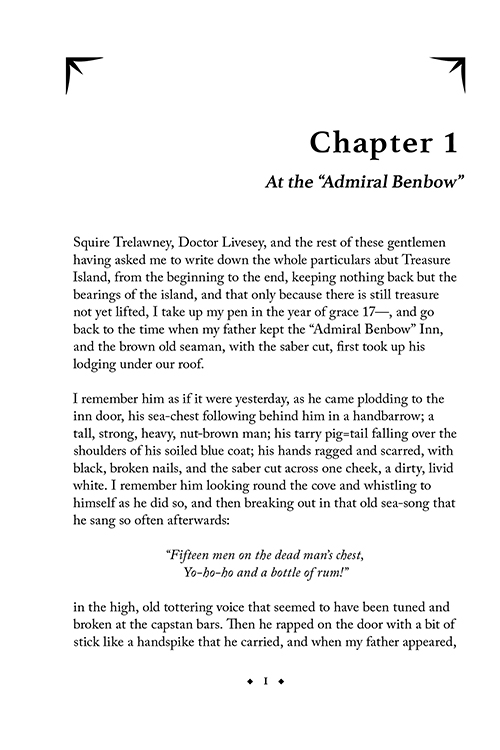 Chapter 1
At the “Admiral Benbow”
Squire Trelawney, Doctor Livesey, and the rest of these gentlemen
having asked me to write down the whole particulars abut Treasure
Island, from the beginning to the end, keeping nothing back but the
bearings of the island, and that only because there is still treasure
not yet lifted, I take up my pen in the year of grace 17—, and go
back to the time when my father kept the “Admiral Benbow” Inn,
and the brown old seaman, with the saber cut, first took up his
lodging under our roof.
I remember him as if it were yesterday, as he came plodding to the
inn door, his sea-chest following behind him in a handbarrow; a
tall, strong, heavy, nut-brown man; his tarry pig=tail falling over the
shoulders of his soiled blue coat; his hands ragged and scarred, with
black, broken nails, and the saber cut across one cheek, a dirty, livid
white. I remember him looking round the cove and whistling to
himself as he did so, and then breaking out in that old sea-song that
he sang so often afterwards:
“Fifteen men on the dead man’s chest,
Yo-ho-ho and a bottle of rum!”
in the high, old tottering voice that seemed to have been tuned and
broken at the capstan bars. Then he rapped on the door with a bit of
stick like a handspike that he carried, and when my father appeared,
◆ 1 ◆